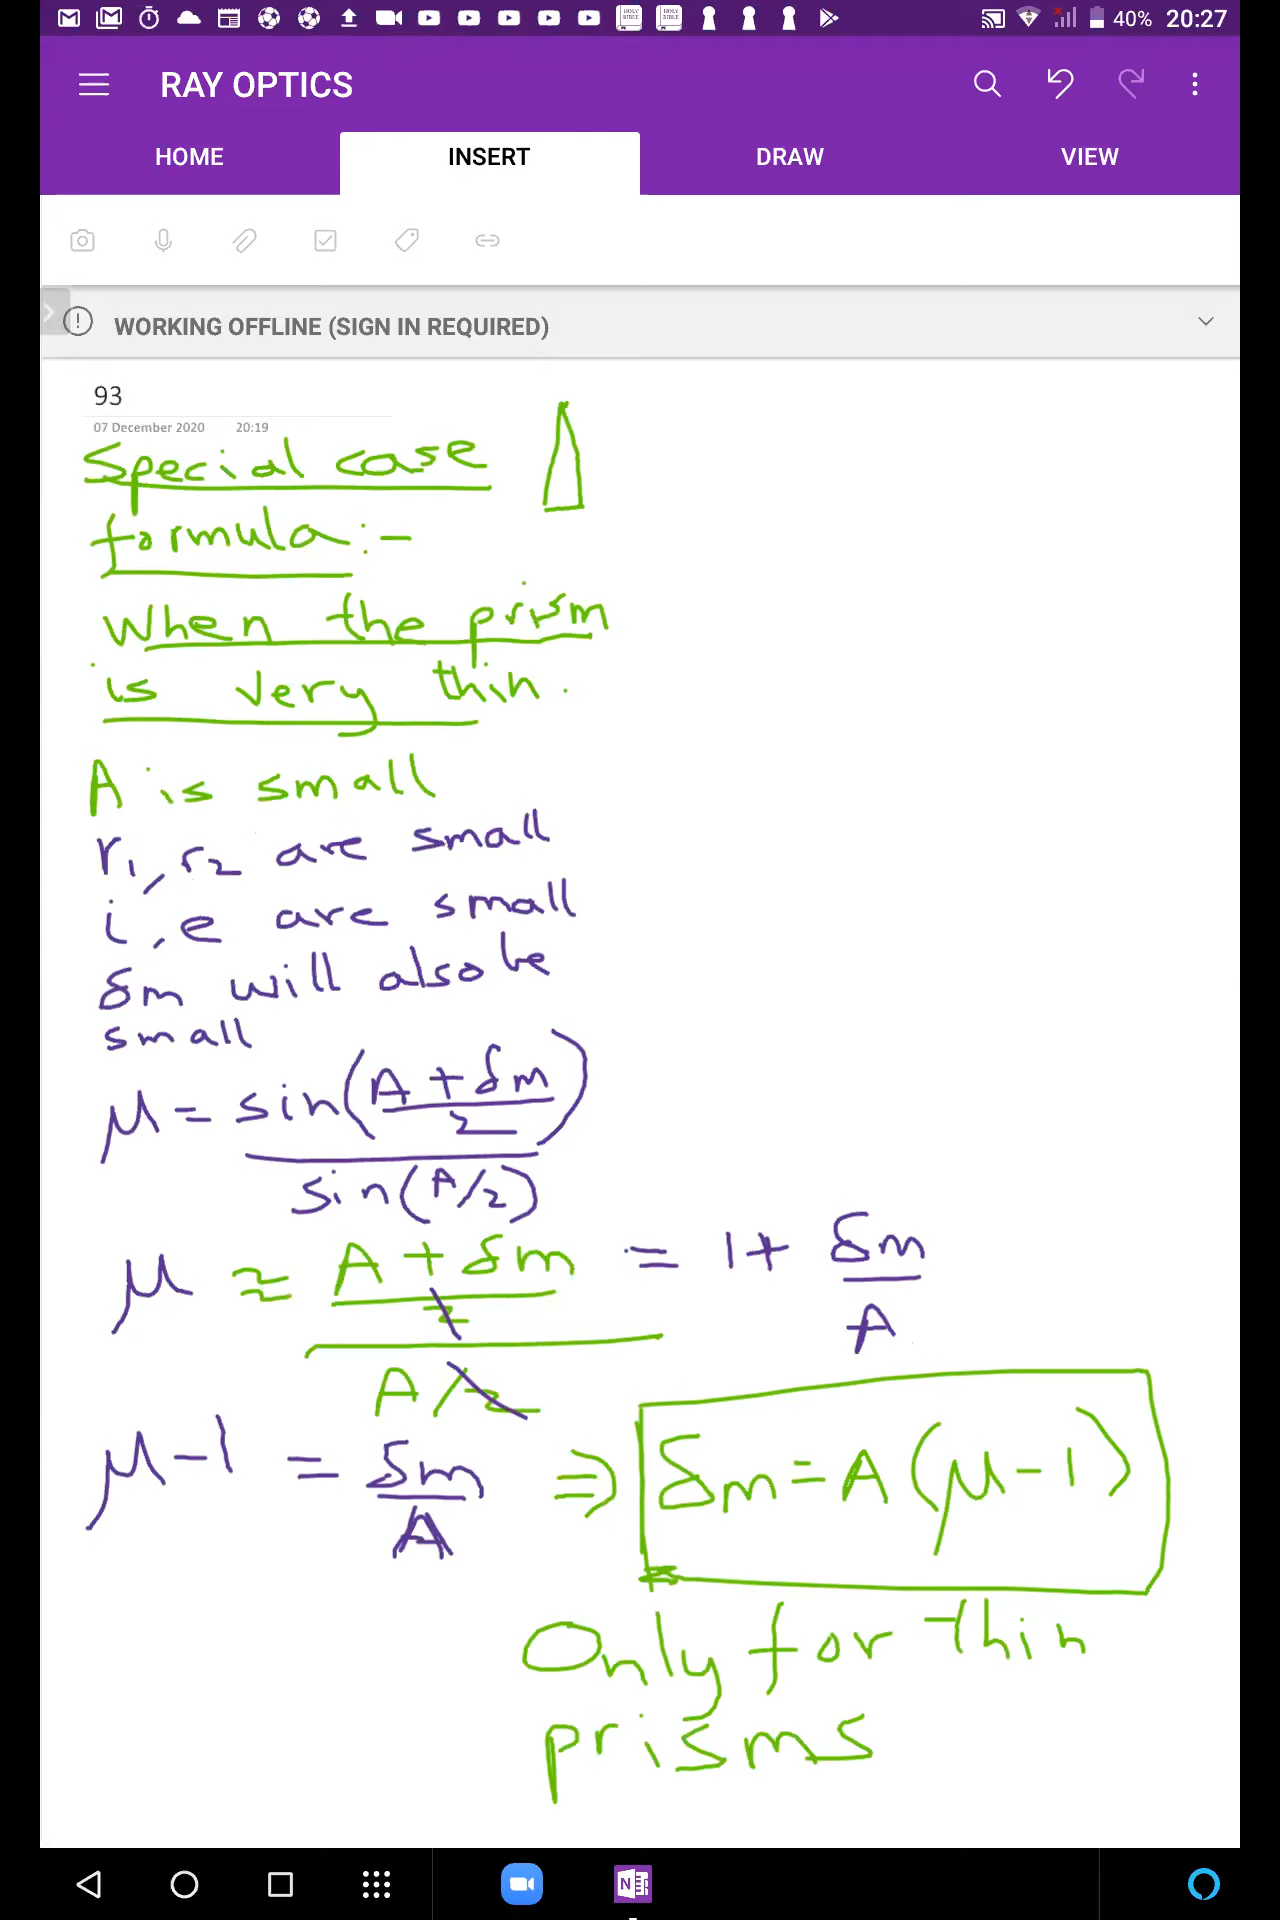 40% 20:27
RAY OPTICS
HOME INSERT DRAW VIEW
WORKING OFFLINE (SIGN IN REQUIRED)
93
07 December 2020 20:19
Special case
formula:-
When the prism
is very thin.
A is small
r₁, r₂ are small
i, e are small
δm will also be
small
μ = sin((A + δm)/2) / sin(A/2)
μ ≈ ((A + δm)/2) / (A/2) = 1 + δm/A
μ - 1 = δm/A ⇒ δm = A(μ - 1)
Only for thin
prisms